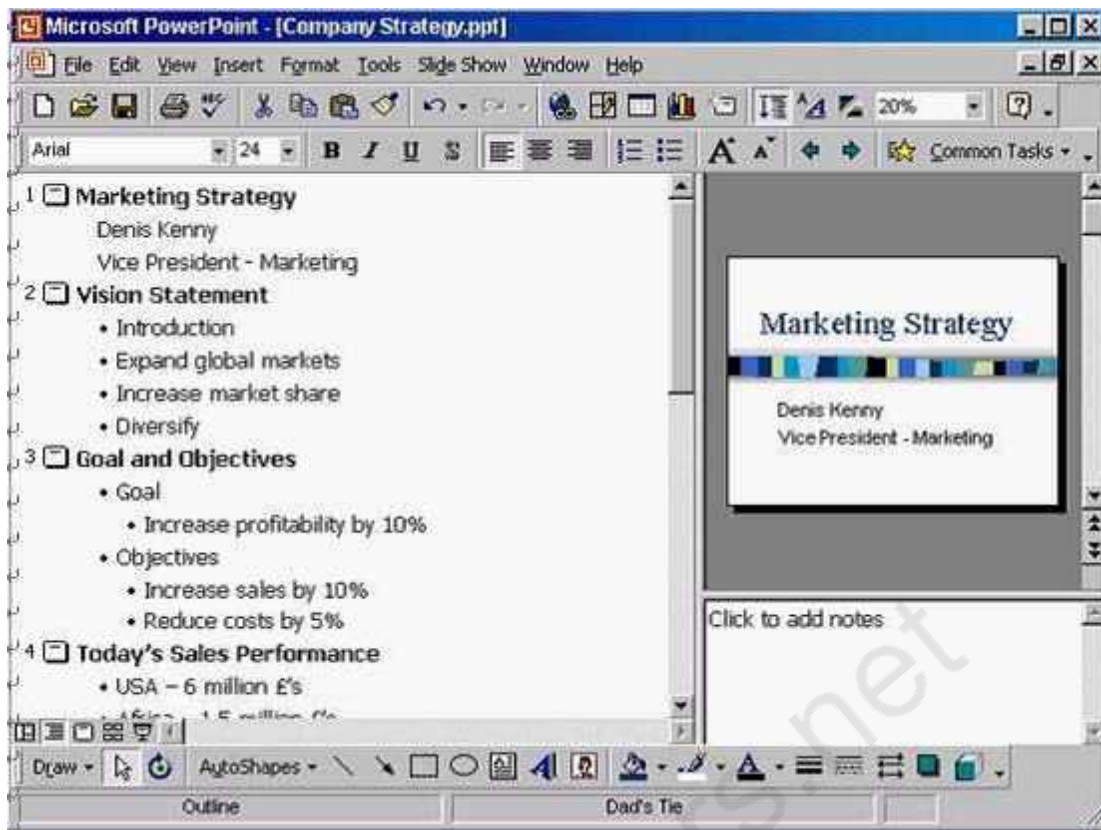 Microsoft PowerPoint - [Company Strategy.ppt]
File Edit View Insert Format Tools Slide Show Window Help
20%
Arial 24 B I U S A A Common Tasks
1 Marketing Strategy
Denis Kenny
Vice President - Marketing
2 Vision Statement
• Introduction
• Expand global markets
• Increase market share
• Diversify
3 Goal and Objectives
• Goal
• Increase profitability by 10%
• Objectives
• Increase sales by 10%
• Reduce costs by 5%
4 Today's Sales Performance
• USA – 6 million £'s
Marketing Strategy
Denis Kenny
Vice President - Marketing
Click to add notes
Draw AutoShapes
Outline Dad's Tie
rs.net